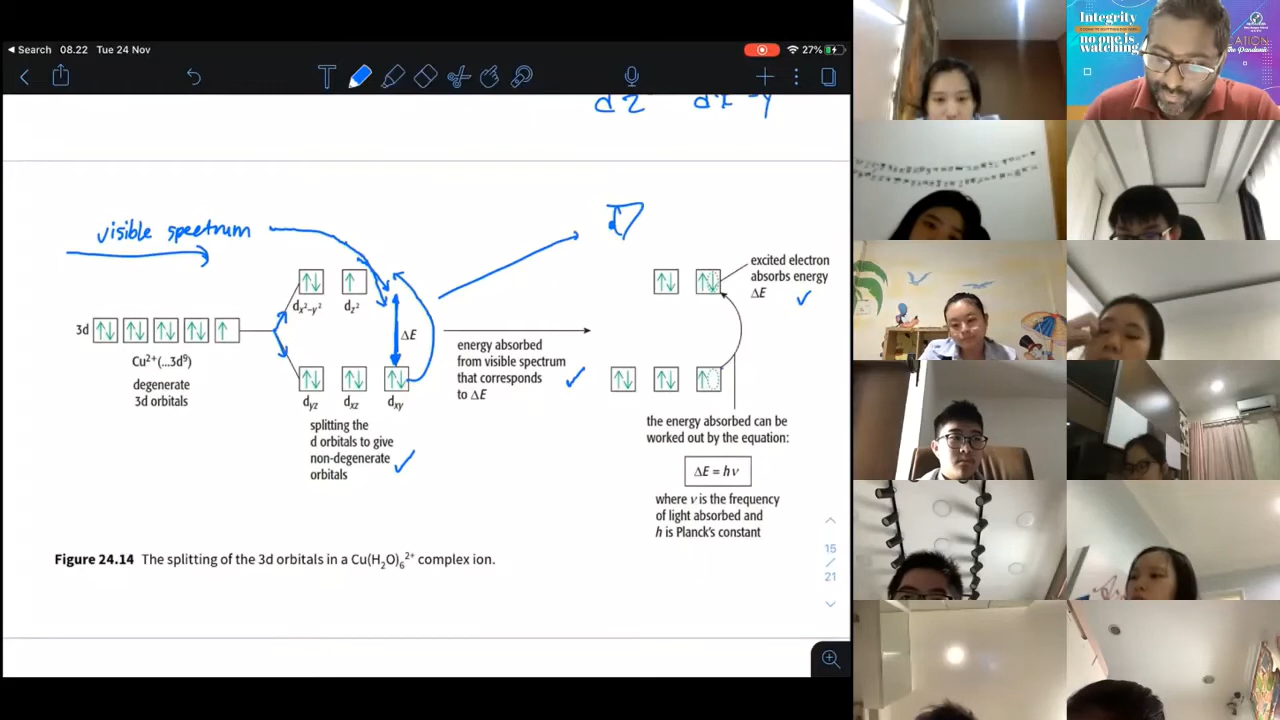 Search 08.22 Tue 24 Nov
27%
T
visible spectrum
excited electron
absorbs energy
ΔE
dx²–y² dz²
3d
ΔE
Cu²⁺(...3d⁹)
degenerate
3d orbitals
energy absorbed
from visible spectrum
that corresponds
to ΔE
dyz dxz dxy
splitting the
d orbitals to give
non-degenerate
orbitals
the energy absorbed can be
worked out by the equation:
ΔE = hν
where ν is the frequency
of light absorbed and
h is Planck's constant
15
/
21
Figure 24.14 The splitting of the 3d orbitals in a Cu(H₂O)₆²⁺ complex ion.
Integrity
no one is
watching
the Pandemic